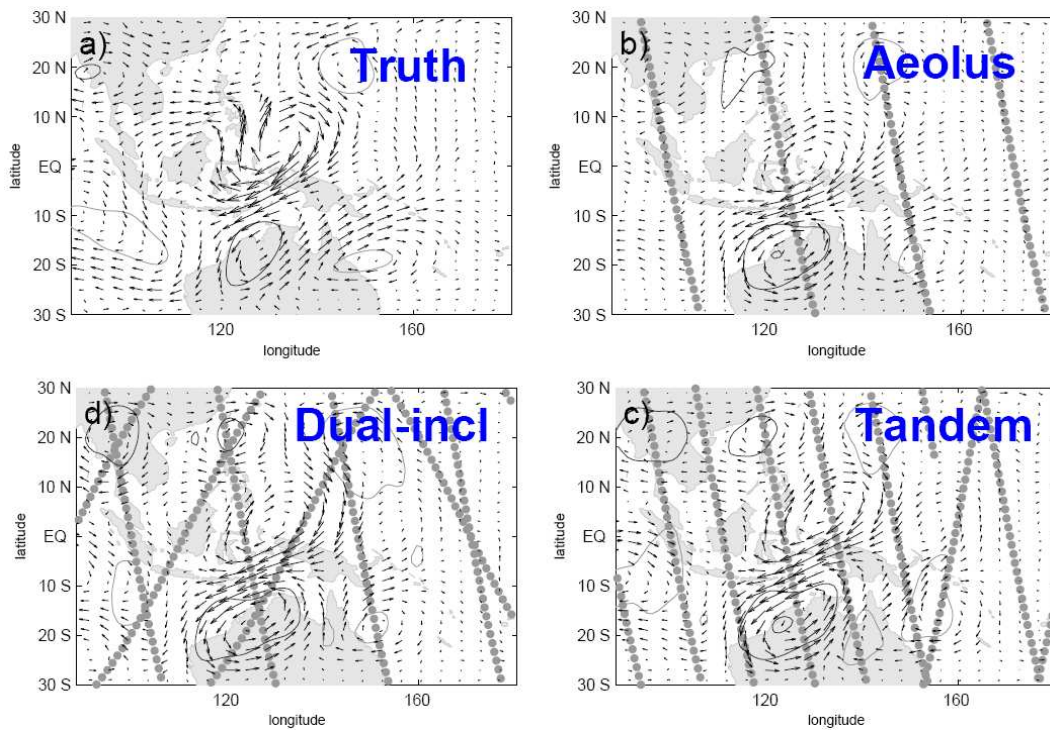 a)
Truth
30 N
20 N
10 N
EQ
10 S
20 S
30 S
latitude
120
160
longitude
b)
Aeolus
30 N
20 N
10 N
EQ
10 S
20 S
30 S
latitude
120
160
longitude
d)
Dual-incl
30 N
20 N
10 N
EQ
10 S
20 S
30 S
latitude
120
160
longitude
c)
Tandem
30 N
20 N
10 N
EQ
10 S
20 S
30 S
latitude
120
160
longitude